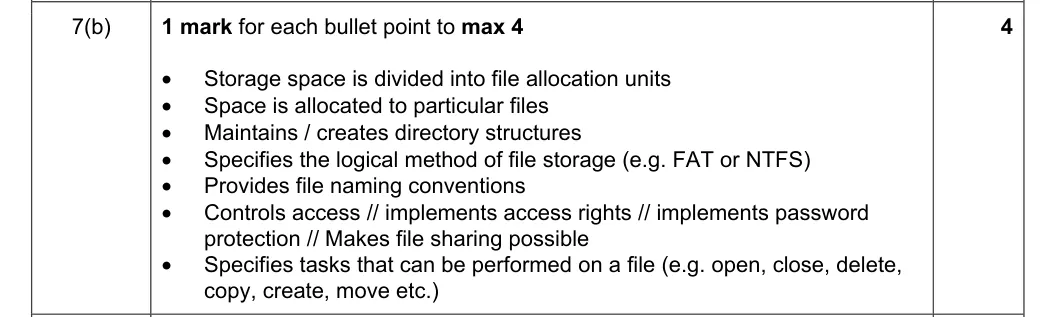 7(b) 1 mark for each bullet point to max 4 4
• Storage space is divided into file allocation units
• Space is allocated to particular files
• Maintains / creates directory structures
• Specifies the logical method of file storage (e.g. FAT or NTFS)
• Provides file naming conventions
• Controls access // implements access rights // implements password
protection // Makes file sharing possible
• Specifies tasks that can be performed on a file (e.g. open, close, delete,
copy, create, move etc.)